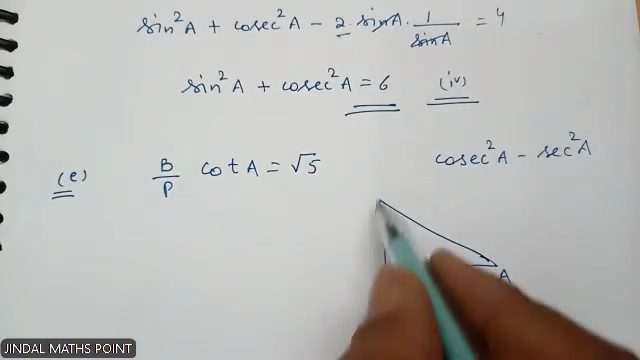 sin²A + cosec²A - 2 sinA · 1/sinA = 4
sin²A + cosec²A = 6 (iv)
(e) B/P cot A = √5 cosec²A - sec²A
A
JINDAL MATHS POINT